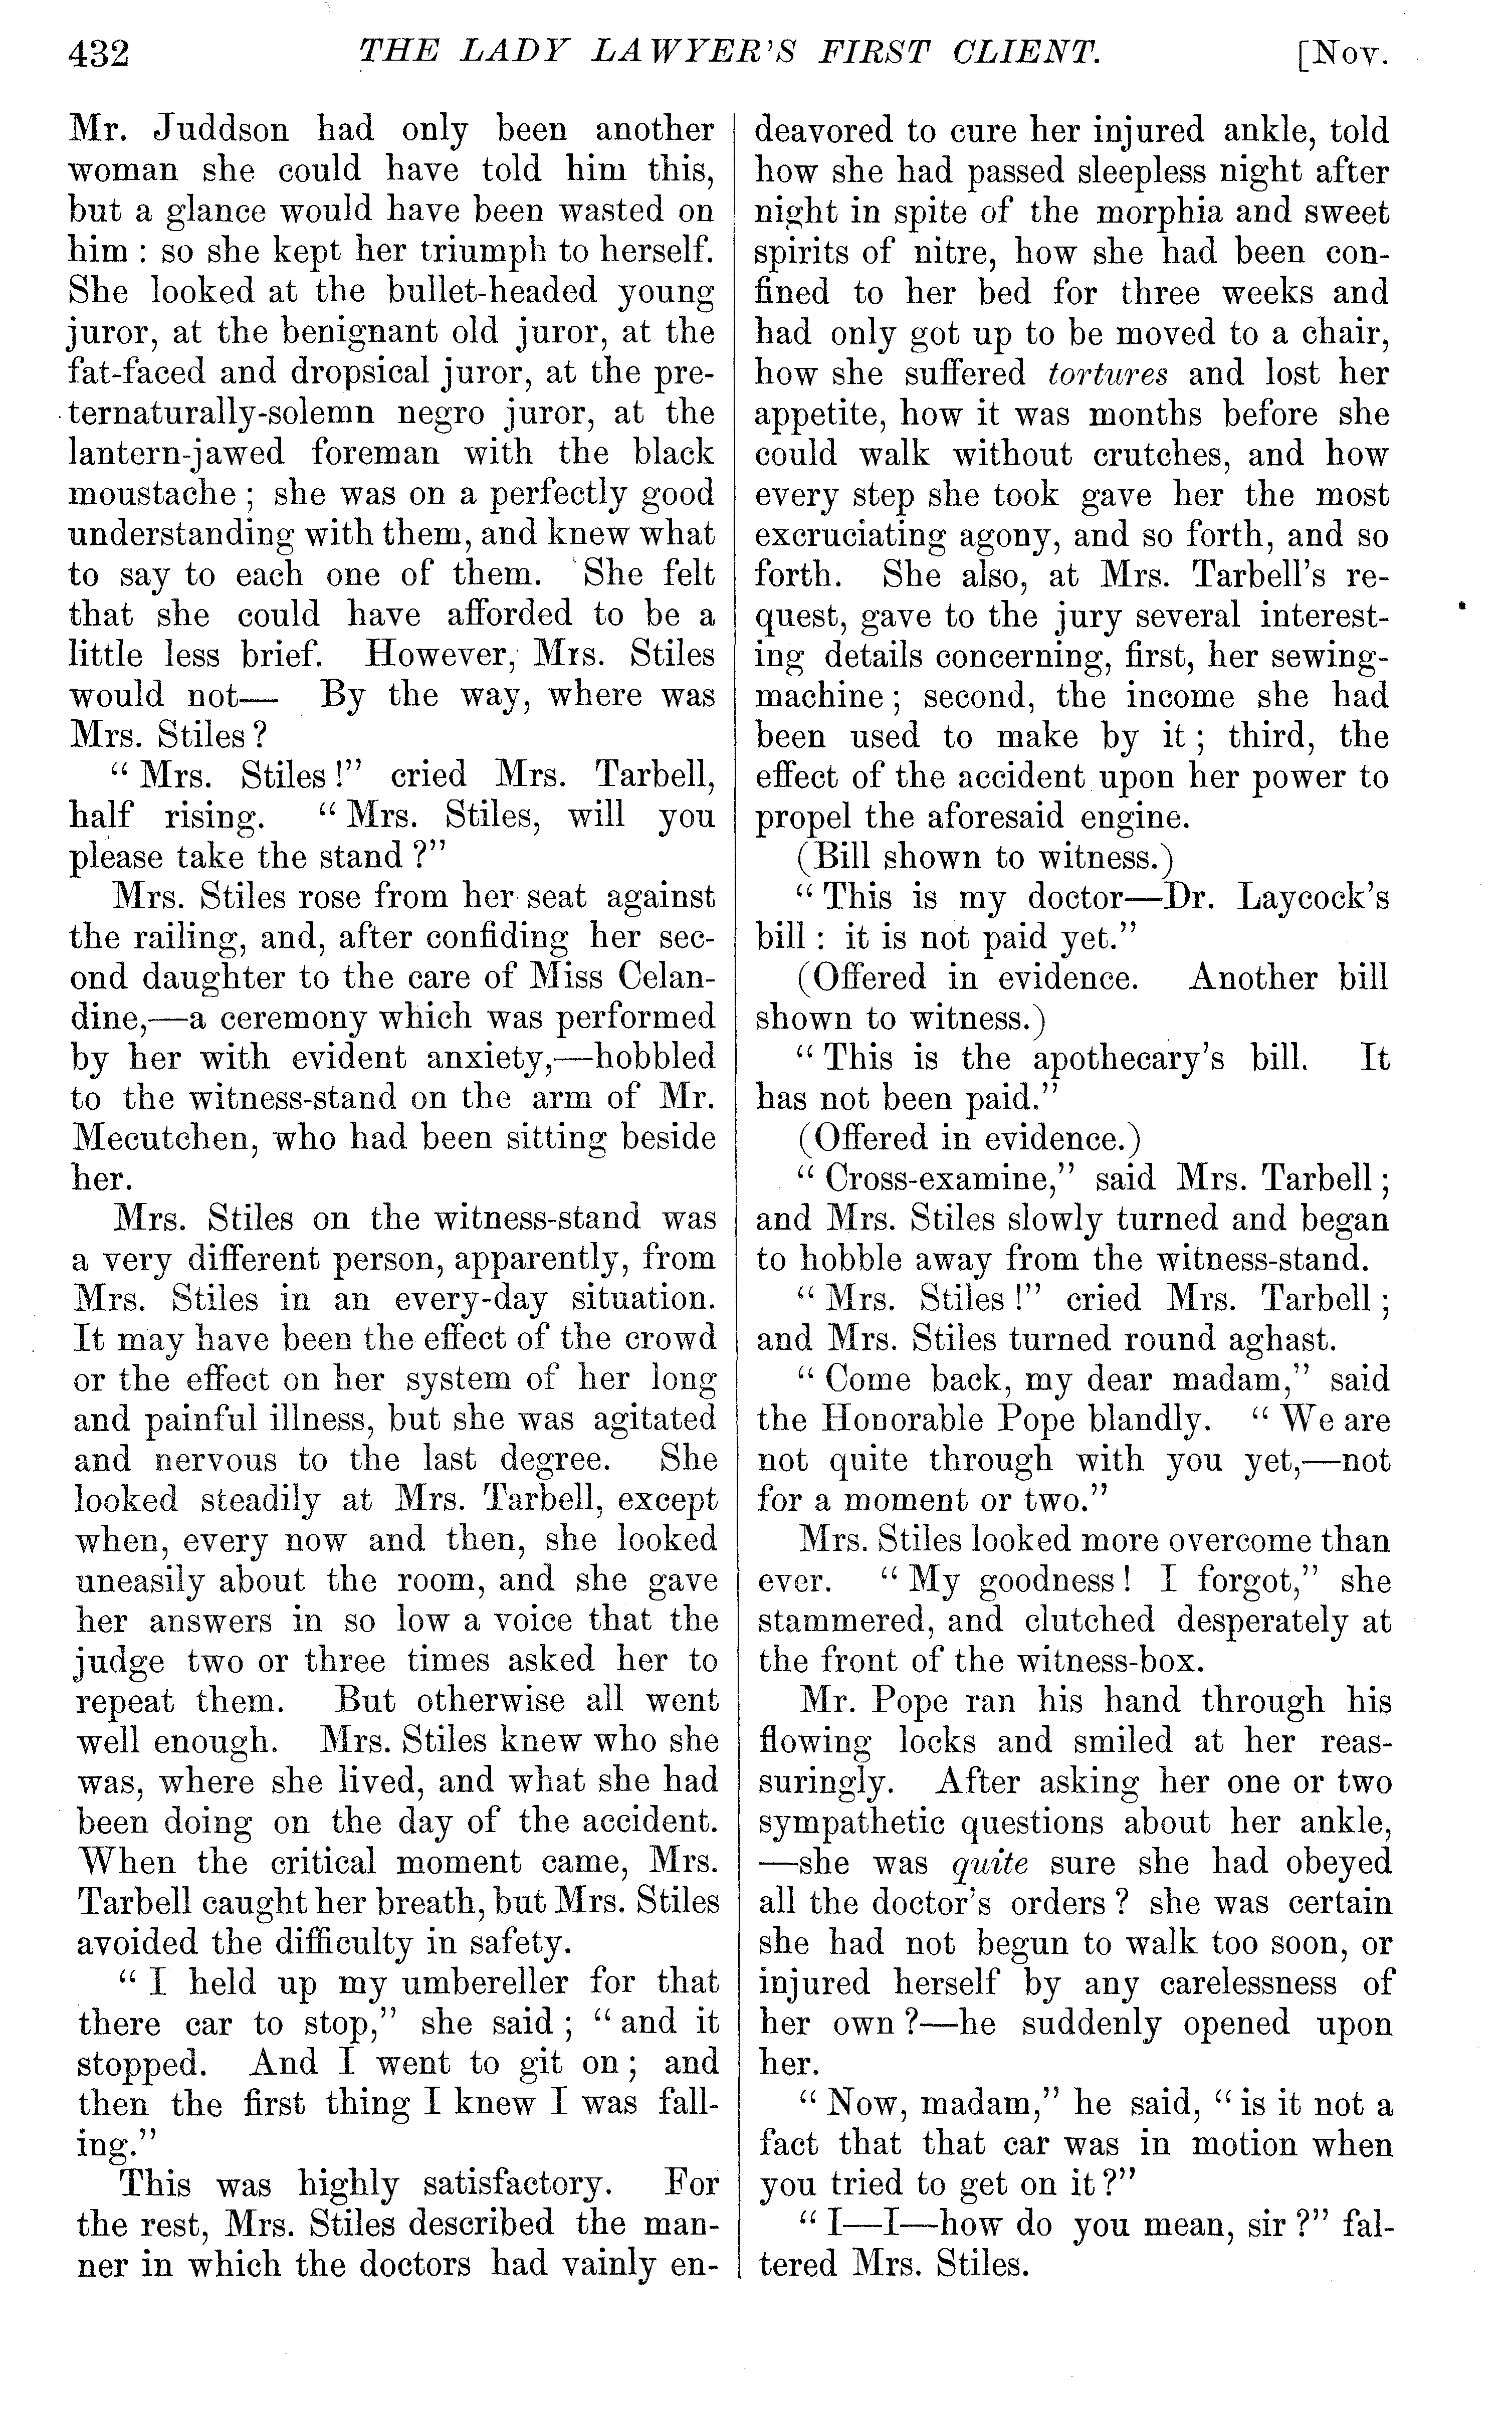 432 THE LADY LAWYER'S FIRST CLIENT. [Nov.
Mr. Juddson had only been another
woman she could have told him this,
but a glance would have been wasted on
him : so she kept her triumph to herself.
She looked at the bullet-headed young
juror, at the benignant old juror, at the
fat-faced and dropsical juror, at the pre-
ternaturally-solemn negro juror, at the
lantern-jawed foreman with the black
moustache ; she was on a perfectly good
understanding with them, and knew what
to say to each one of them. She felt
that she could have afforded to be a
little less brief. However, Mrs. Stiles
would not— By the way, where was
Mrs. Stiles ?
" Mrs. Stiles !" cried Mrs. Tarbell,
half rising. " Mrs. Stiles, will you
please take the stand ?"
Mrs. Stiles rose from her seat against
the railing, and, after confiding her sec-
ond daughter to the care of Miss Celan-
dine,—a ceremony which was performed
by her with evident anxiety,—hobbled
to the witness-stand on the arm of Mr.
Mecutchen, who had been sitting beside
her.
Mrs. Stiles on the witness-stand was
a very different person, apparently, from
Mrs. Stiles in an every-day situation.
It may have been the effect of the crowd
or the effect on her system of her long
and painful illness, but she was agitated
and nervous to the last degree. She
looked steadily at Mrs. Tarbell, except
when, every now and then, she looked
uneasily about the room, and she gave
her answers in so low a voice that the
judge two or three times asked her to
repeat them. But otherwise all went
well enough. Mrs. Stiles knew who she
was, where she lived, and what she had
been doing on the day of the accident.
When the critical moment came, Mrs.
Tarbell caught her breath, but Mrs. Stiles
avoided the difficulty in safety.
" I held up my umbereller for that
there car to stop," she said ; " and it
stopped. And I went to git on ; and
then the first thing I knew I was fall-
ing."
This was highly satisfactory. For
the rest, Mrs. Stiles described the man-
ner in which the doctors had vainly en-
deavored to cure her injured ankle, told
how she had passed sleepless night after
night in spite of the morphia and sweet
spirits of nitre, how she had been con-
fined to her bed for three weeks and
had only got up to be moved to a chair,
how she suffered tortures and lost her
appetite, how it was months before she
could walk without crutches, and how
every step she took gave her the most
excruciating agony, and so forth, and so
forth. She also, at Mrs. Tarbell's re-
quest, gave to the jury several interest-
ing details concerning, first, her sewing-
machine ; second, the income she had
been used to make by it ; third, the
effect of the accident upon her power to
propel the aforesaid engine.
(Bill shown to witness.)
" This is my doctor—Dr. Laycock's
bill : it is not paid yet."
(Offered in evidence. Another bill
shown to witness.)
" This is the apothecary's bill. It
has not been paid."
(Offered in evidence.)
" Cross-examine," said Mrs. Tarbell ;
and Mrs. Stiles slowly turned and began
to hobble away from the witness-stand.
" Mrs. Stiles !" cried Mrs. Tarbell ;
and Mrs. Stiles turned round aghast.
" Come back, my dear madam," said
the Honorable Pope blandly. " We are
not quite through with you yet,—not
for a moment or two."
Mrs. Stiles looked more overcome than
ever. " My goodness ! I forgot," she
stammered, and clutched desperately at
the front of the witness-box.
Mr. Pope ran his hand through his
flowing locks and smiled at her reas-
suringly. After asking her one or two
sympathetic questions about her ankle,
—she was quite sure she had obeyed
all the doctor's orders ? she was certain
she had not begun to walk too soon, or
injured herself by any carelessness of
her own ?—he suddenly opened upon
her.
" Now, madam," he said, " is it not a
fact that that car was in motion when
you tried to get on it ?"
" I—I—how do you mean, sir ?" fal-
tered Mrs. Stiles.